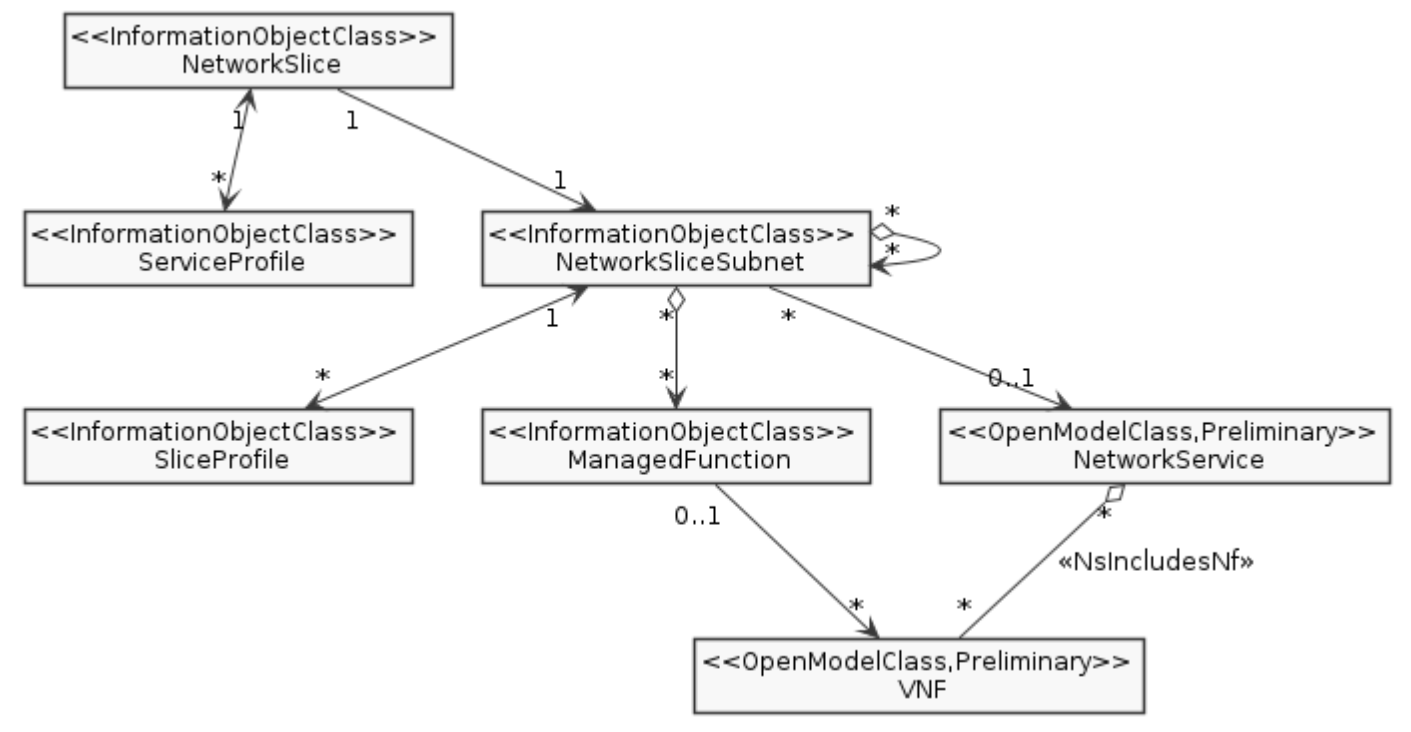 <<InformationObjectClass>>
NetworkSlice
1
1
*
1
<<InformationObjectClass>>
ServiceProfile
<<InformationObjectClass>>
NetworkSliceSubnet
*
*
1
*
*
*
*
0..1
<<InformationObjectClass>>
SliceProfile
<<InformationObjectClass>>
ManagedFunction
<<OpenModelClass,Preliminary>>
NetworkService
0..1
*
«NsIncludesNf»
*
*
<<OpenModelClass,Preliminary>>
VNF